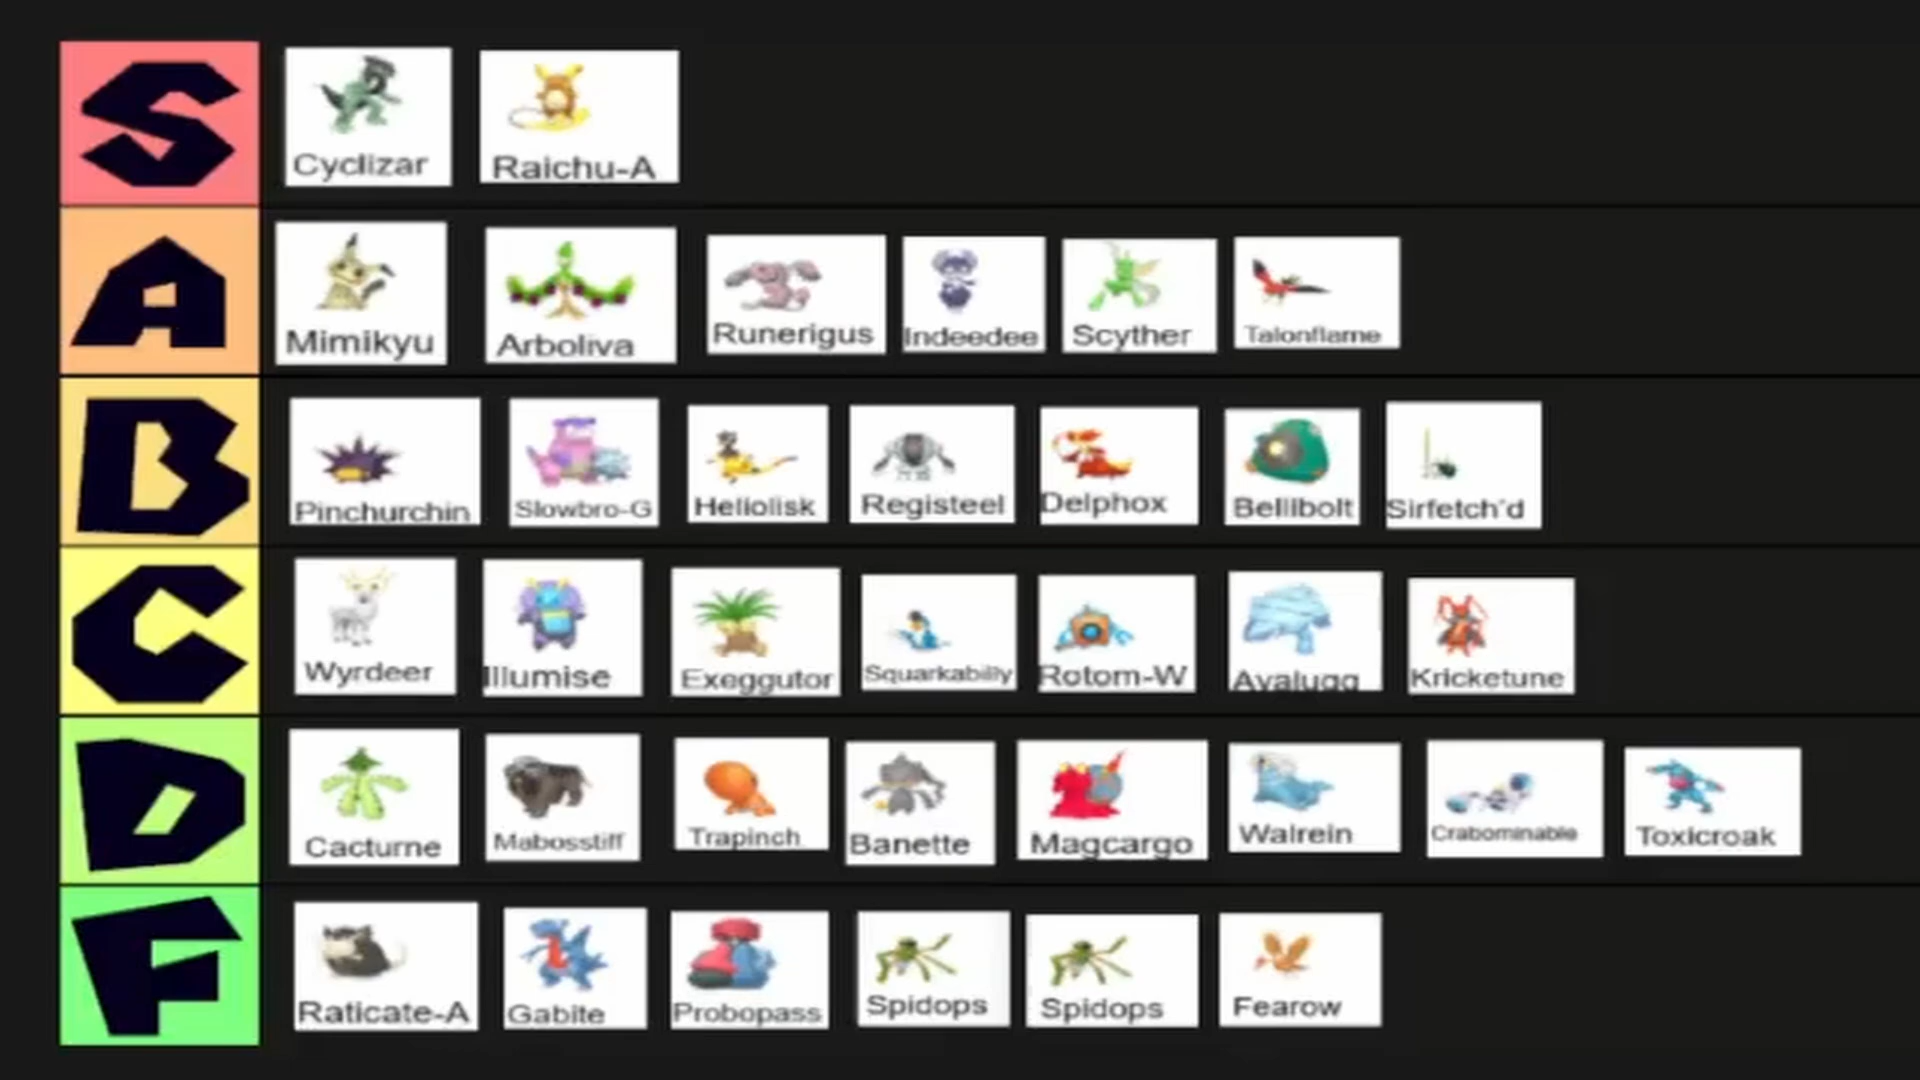 S
Cyclizar
Raichu-A
A
Mimikyu
Arboliva
Runerigus
Indeedee
Scyther
Talonflame
B
Pinchurchin
Slowbro-G
Heliolisk
Registeel
Delphox
Bellibolt
Sirfetch'd
C
Wyrdeer
Illumise
Exeggutor
Squarkabilly
Rotom-W
Avalugg
Kricketune
D
Cacturne
Mabosstiff
Trapinch
Banette
Magcargo
Walrein
Crabominable
Toxicroak
F
Raticate-A
Gabite
Probopass
Spidops
Spidops
Fearow